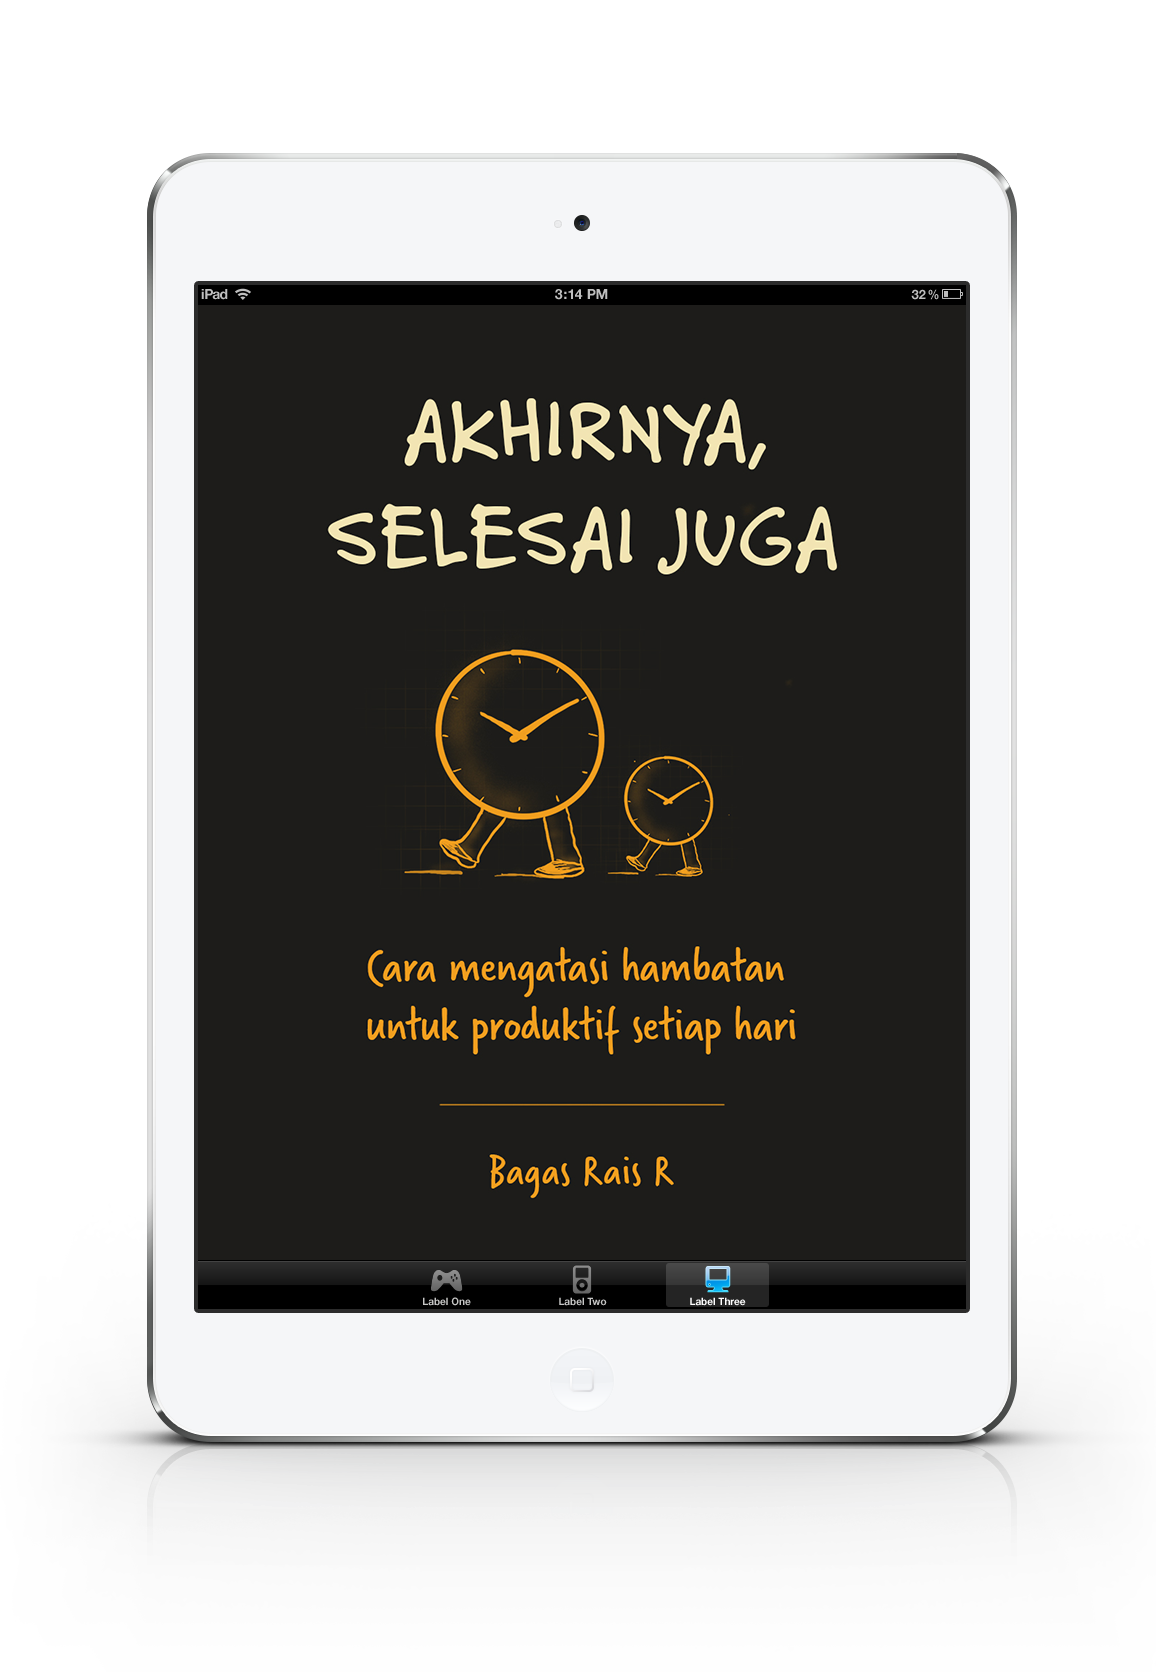 iPad 3:14 PM 32 %
AKHIRNYA,
SELESAI JUGA
Cara mengatasi hambatan
untuk produktif setiap hari
Bagas Rais R
Label One Label Two Label Three